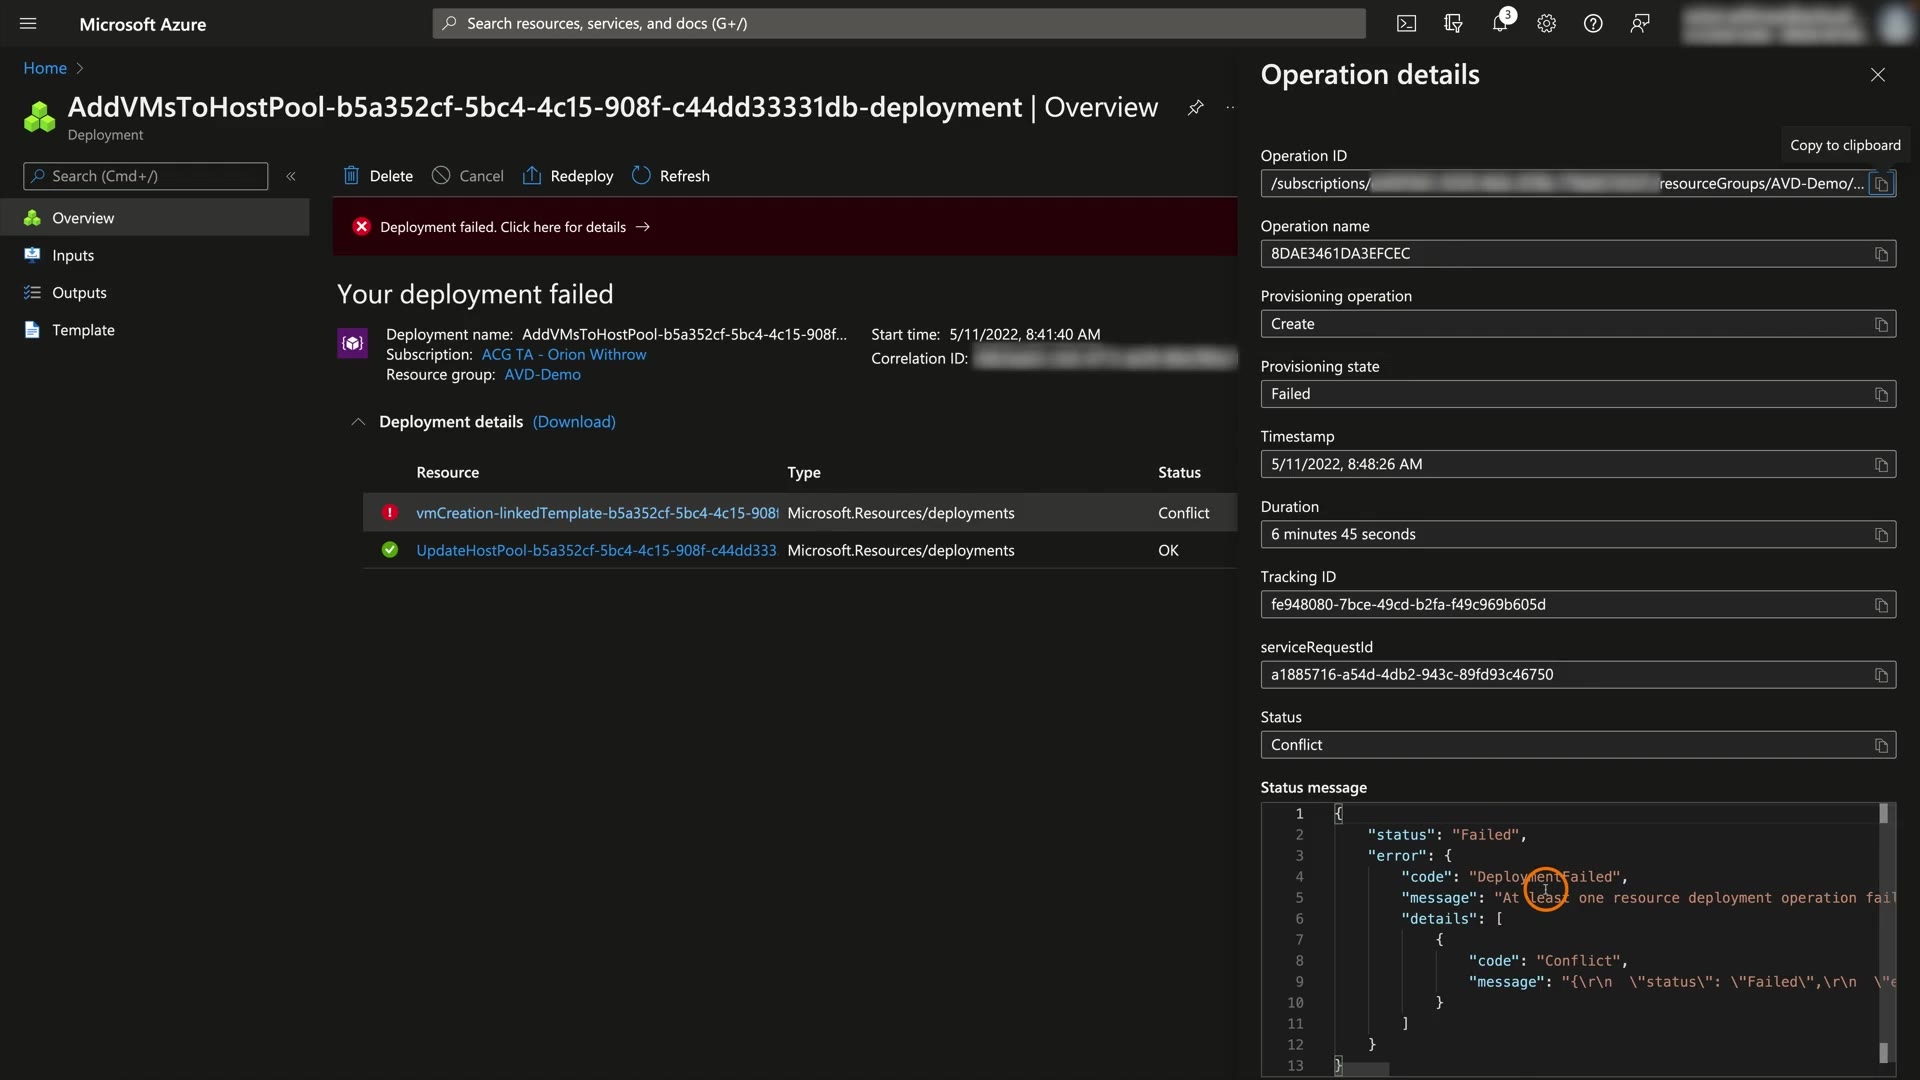 Microsoft Azure
Search resources, services, and docs (G+/)
3
Home
AddVMsToHostPool-b5a352cf-5bc4-4c15-908f-c44dd33331db-deployment | Overview
Deployment
Search (Cmd+/)
«
Overview
Inputs
Outputs
Template
Delete
Cancel
Redeploy
Refresh
Deployment failed. Click here for details →
Your deployment failed
Deployment name: AddVMsToHostPool-b5a352cf-5bc4-4c15-908f...
Subscription: ACG TA - Orion Withrow
Resource group: AVD-Demo
Start time: 5/11/2022, 8:41:40 AM
Correlation ID:
Deployment details (Download)
Resource Type Status
vmCreation-linkedTemplate-b5a352cf-5bc4-4c15-908f Microsoft.Resources/deployments Conflict
UpdateHostPool-b5a352cf-5bc4-4c15-908f-c44dd333 Microsoft.Resources/deployments OK
Operation details
Copy to clipboard
Operation ID
/subscriptions/ resourceGroups/AVD-Demo/...
Operation name
8DAE3461DA3EFCEC
Provisioning operation
Create
Provisioning state
Failed
Timestamp
5/11/2022, 8:48:26 AM
Duration
6 minutes 45 seconds
Tracking ID
fe948080-7bce-49cd-b2fa-f49c969b605d
serviceRequestId
a1885716-a54d-4db2-943c-89fd93c46750
Status
Conflict
Status message
1 {
2 "status": "Failed",
3 "error": {
4 "code": "DeploymentFailed",
5 "message": "At least one resource deployment operation fail
6 "details": [
7 {
8 "code": "Conflict",
9 "message": "{\r\n  \"status\": \"Failed\",\r\n  \"e
10 }
11 ]
12 }
13 }